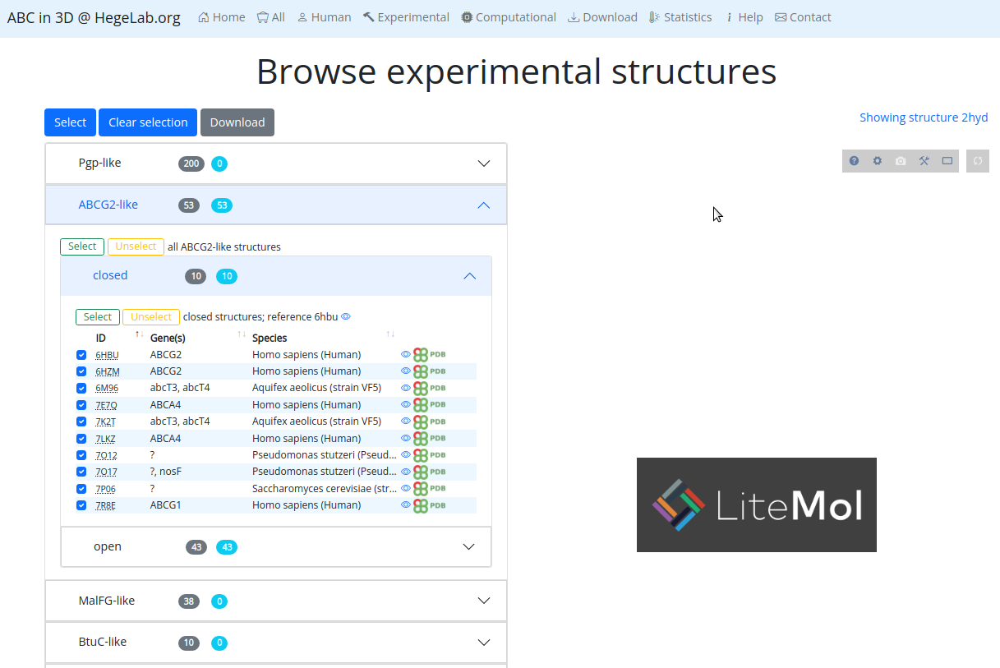 ABC in 3D @ HegeLab.org Home All Human Experimental Computational Download Statistics Help Contact
Browse experimental structures
Select Clear selection Download
Showing structure 2hyd
Pgp-like 200 0
ABCG2-like 53 53
Select Unselect all ABCG2-like structures
closed 10 10
Select Unselect closed structures; reference 6hbu
ID Gene(s) Species
6HBU ABCG2 Homo sapiens (Human) PDB
6HZM ABCG2 Homo sapiens (Human) PDB
6M96 abcT3, abcT4 Aquifex aeolicus (strain VF5) PDB
7E7Q ABCA4 Homo sapiens (Human) PDB
7K2T abcT3, abcT4 Aquifex aeolicus (strain VF5) PDB
7LKZ ABCA4 Homo sapiens (Human) PDB
7O12 ? Pseudomonas stutzeri (Pseud... PDB
7O17 ?, nosF Pseudomonas stutzeri (Pseud... PDB
7P06 ? Saccharomyces cerevisiae (str... PDB
7R8E ABCG1 Homo sapiens (Human) PDB
LiteMol
open 43 43
MalFG-like 38 0
BtuC-like 10 0